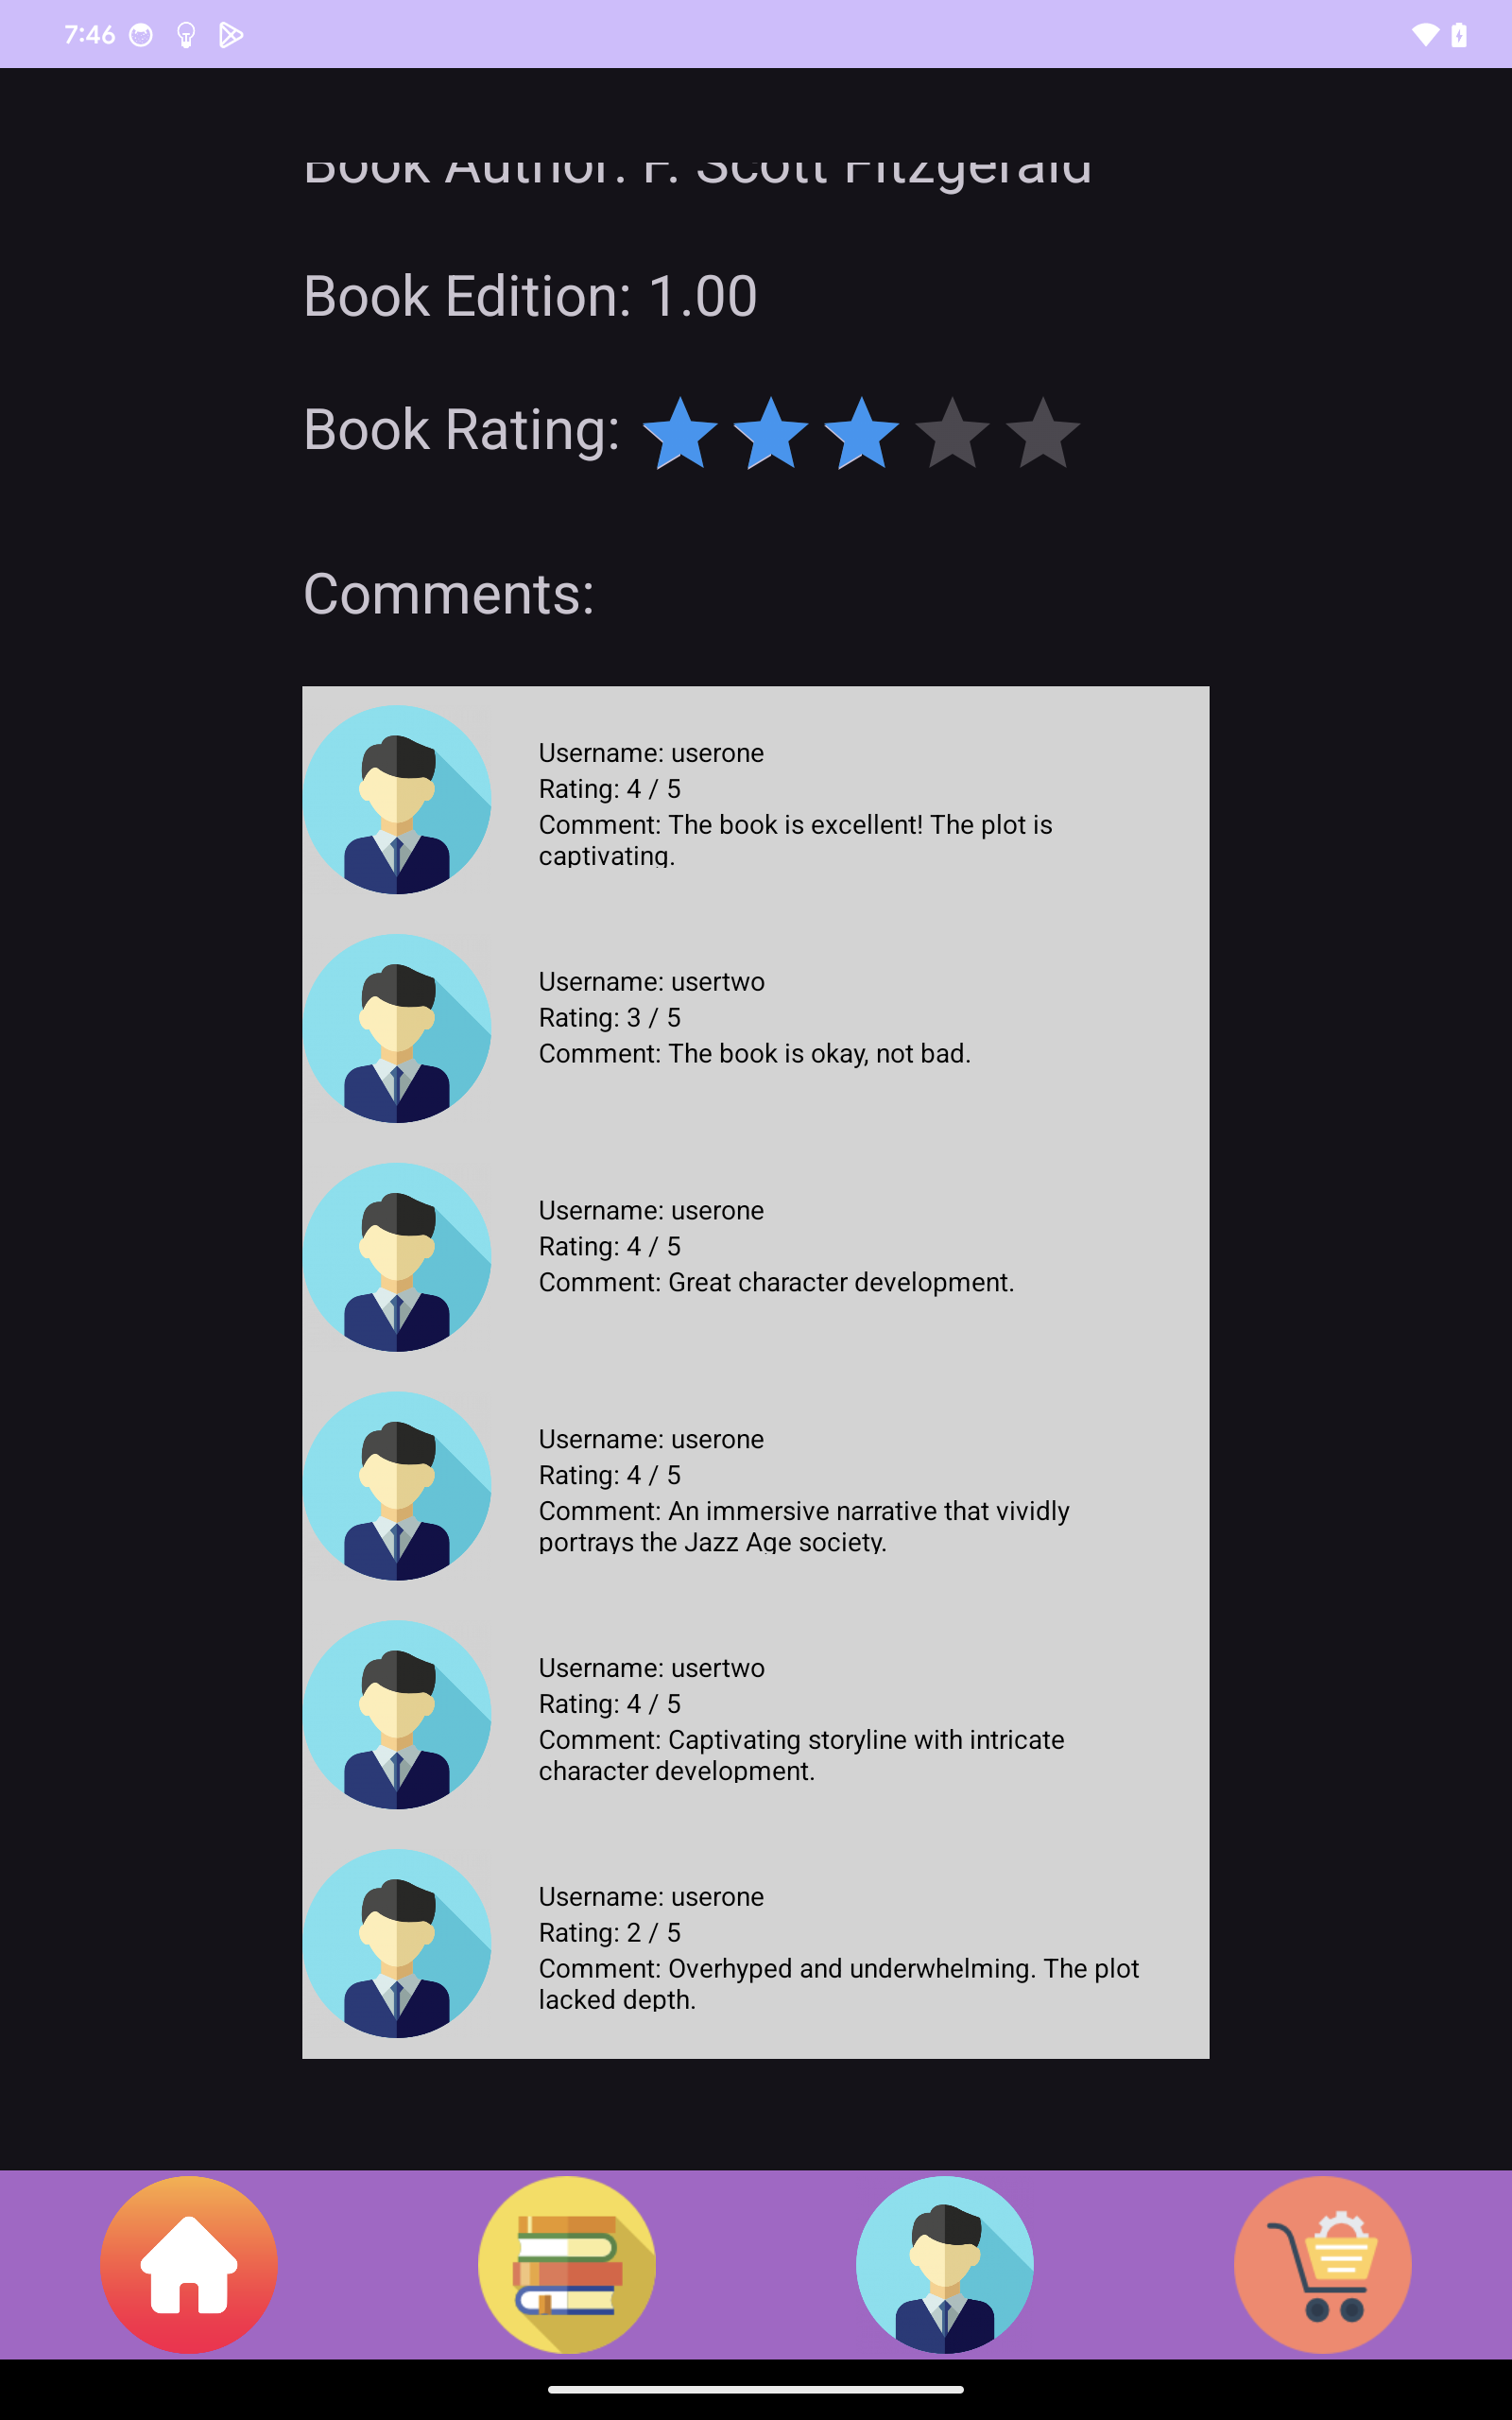 7:46
Book Author: F. Scott Fitzgerald
Book Edition: 1.00
Book Rating:
Comments:
Username: userone
Rating: 4 / 5
Comment: The book is excellent! The plot is
captivating.
Username: usertwo
Rating: 3 / 5
Comment: The book is okay, not bad.
Username: userone
Rating: 4 / 5
Comment: Great character development.
Username: userone
Rating: 4 / 5
Comment: An immersive narrative that vividly
portrays the Jazz Age society.
Username: usertwo
Rating: 4 / 5
Comment: Captivating storyline with intricate
character development.
Username: userone
Rating: 2 / 5
Comment: Overhyped and underwhelming. The plot
lacked depth.